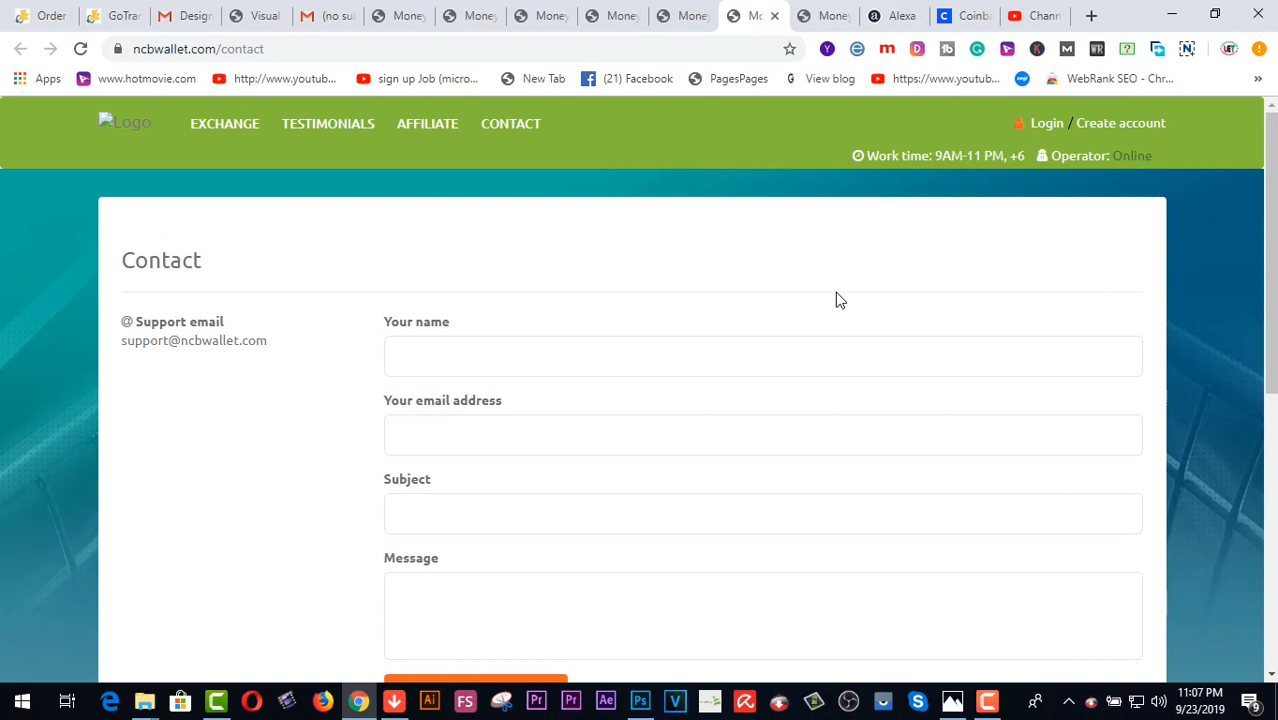 Order GoTra Design Visual (no su Money Money Money Money Money Mo Money Alexa Coinb Chann
ncbwallet.com/contact
Apps www.hotmovie.com http://www.youtub... sign up Job (micro... New Tab (21) Facebook PagesPages View blog https://www.youtub... WebRank SEO - Chr...
Logo EXCHANGE TESTIMONIALS AFFILIATE CONTACT Login / Create account
Work time: 9AM-11 PM, +6 Operator: Online
Contact
@ Support email
support@ncbwallet.com
Your name
Your email address
Subject
Message
11:07 PM
9/23/2019